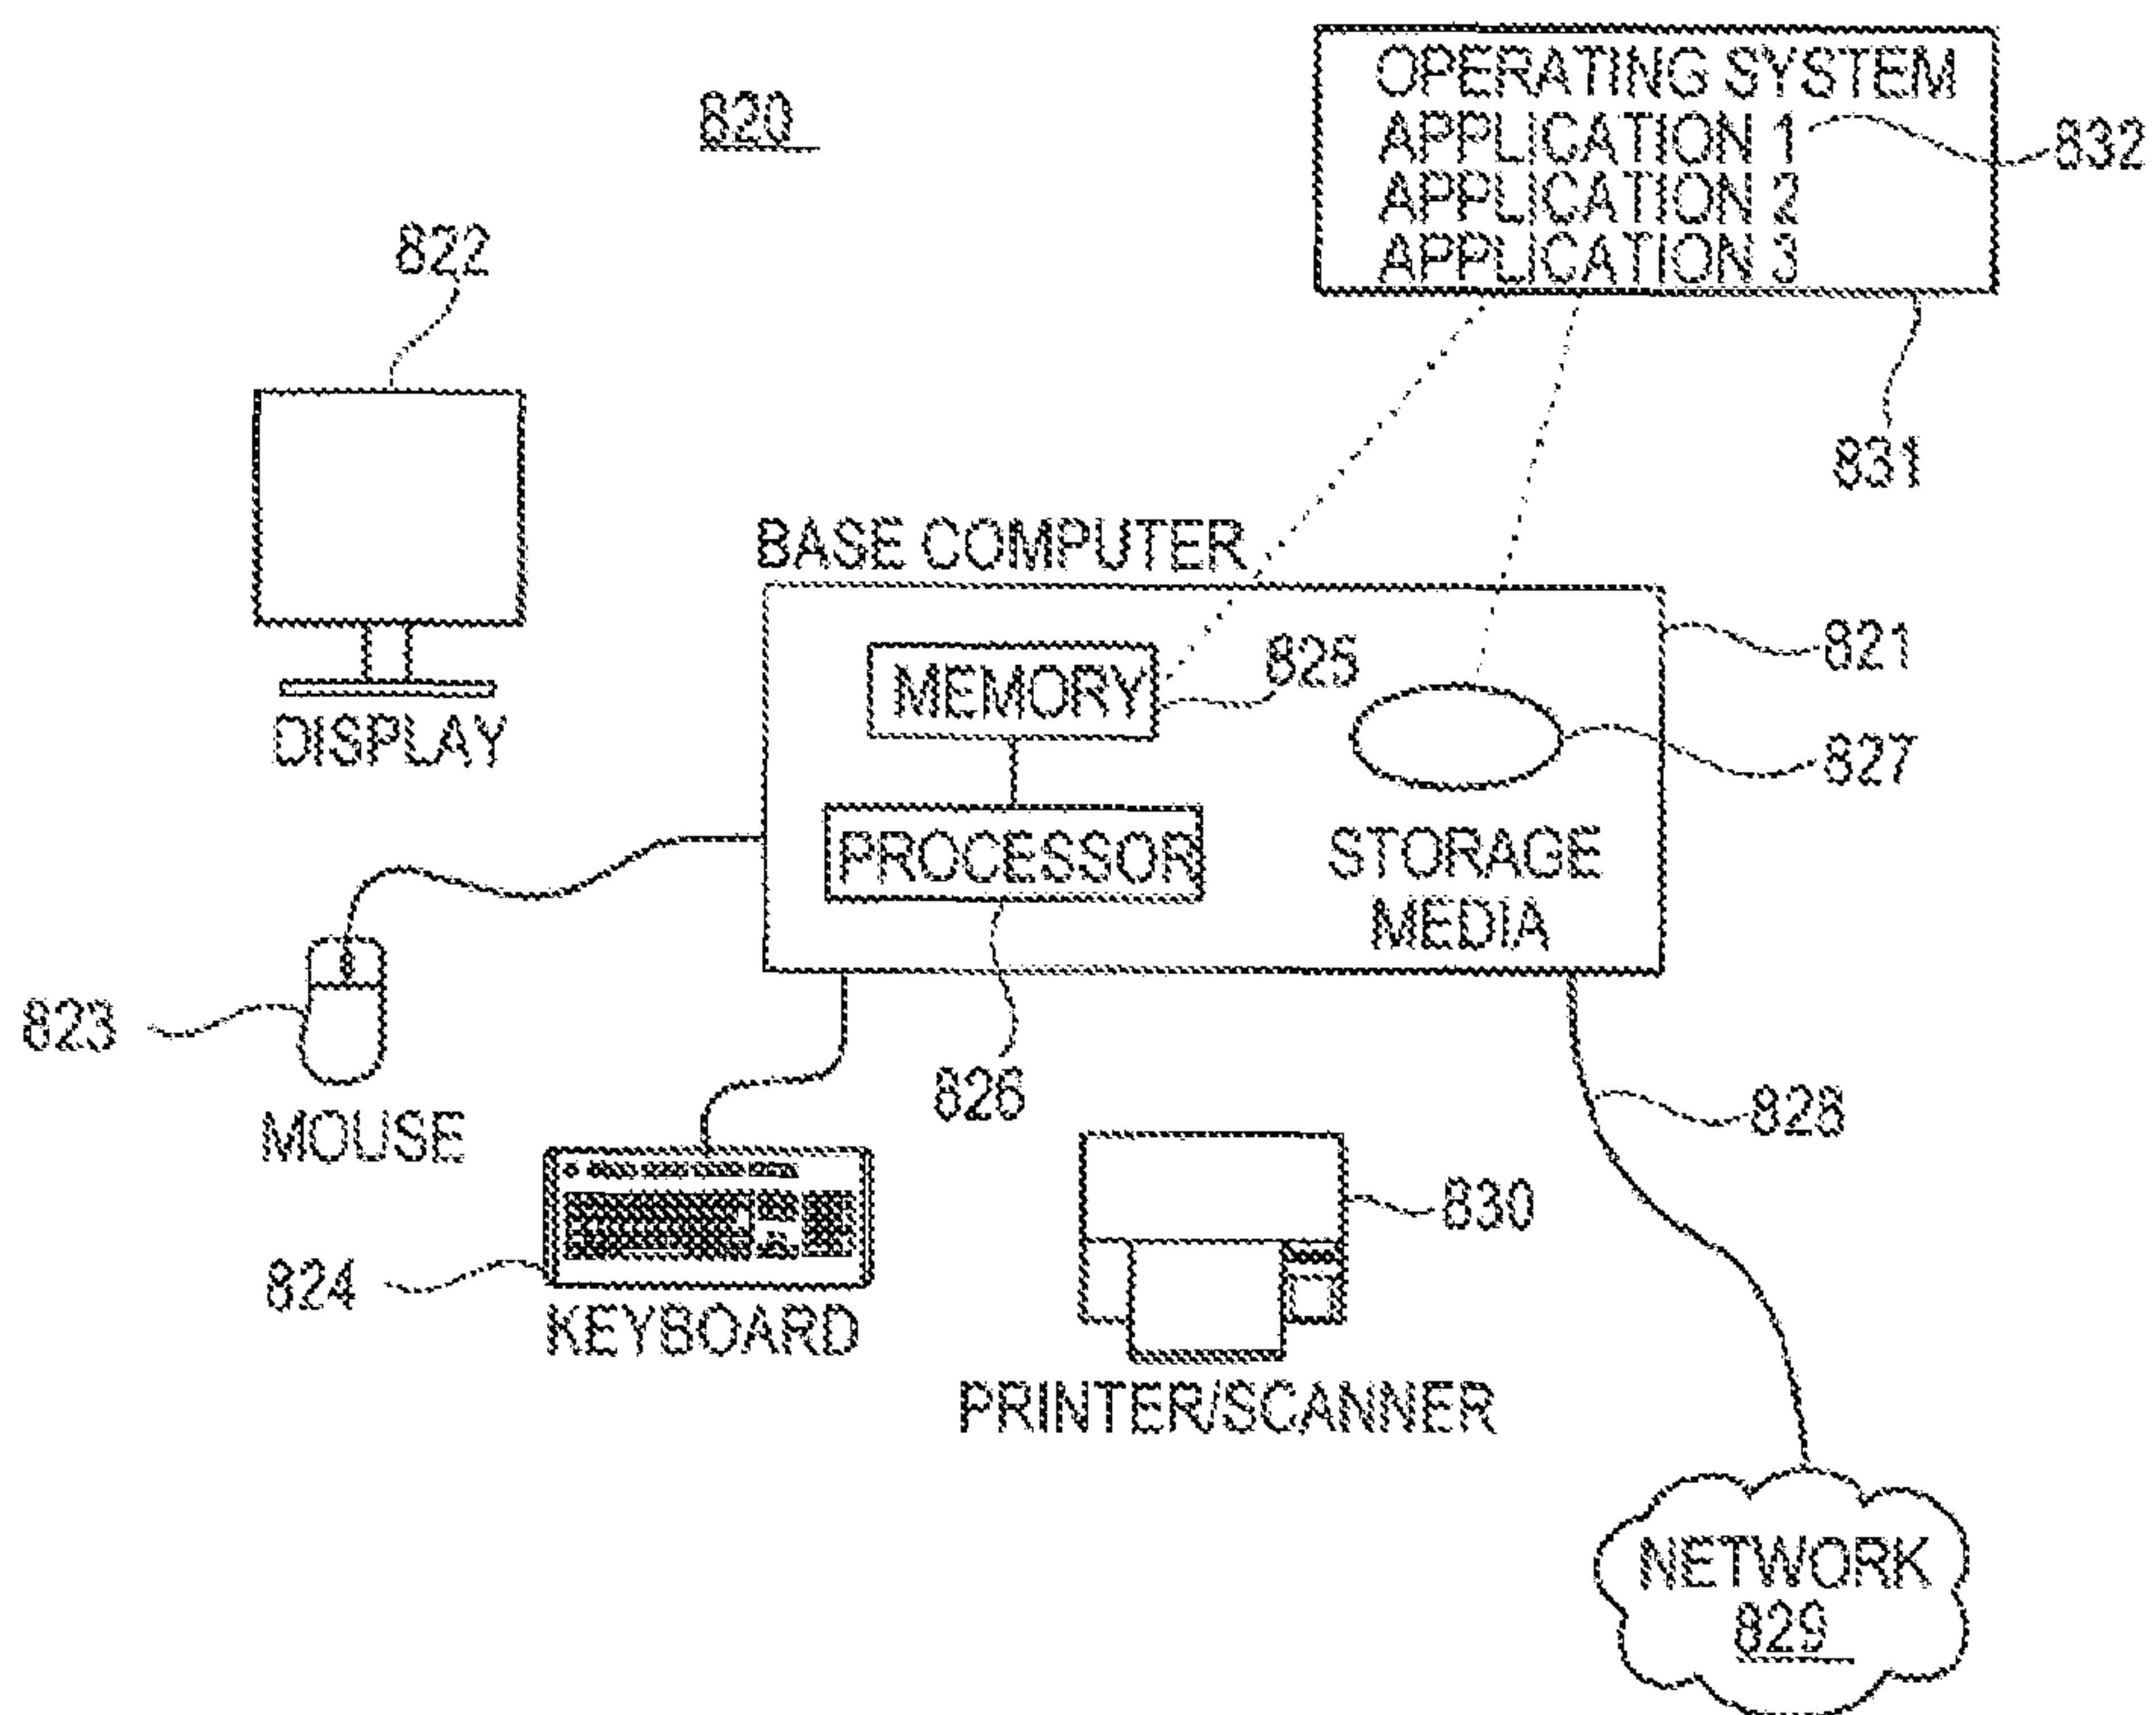 OPERATING SYSTEM
820
APPLICATION 1
832
APPLICATION 2
822
APPLICATION 3
831
BASE COMPUTER
821
MEMORY
825
DISPLAY
827
PROCESSOR
STORAGE
MEDIA
823
826
828
MOUSE
830
824
KEYBOARD
PRINTER/SCANNER
NETWORK
829